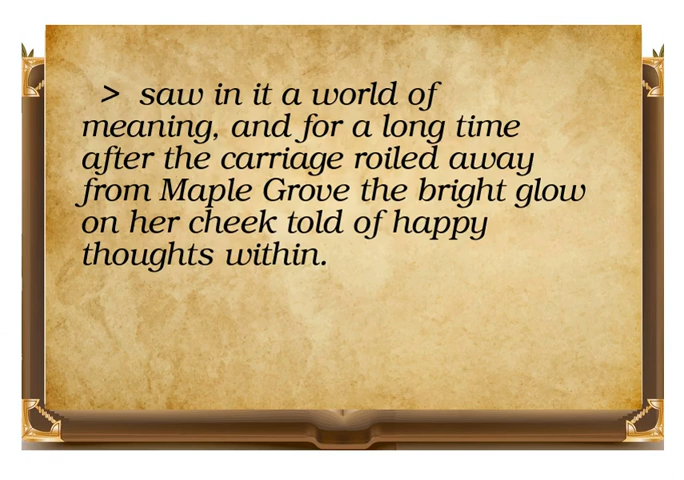 > saw in it a world of
meaning, and for a long time
after the carriage roiled away
from Maple Grove the bright glow
on her cheek told of happy
thoughts within.